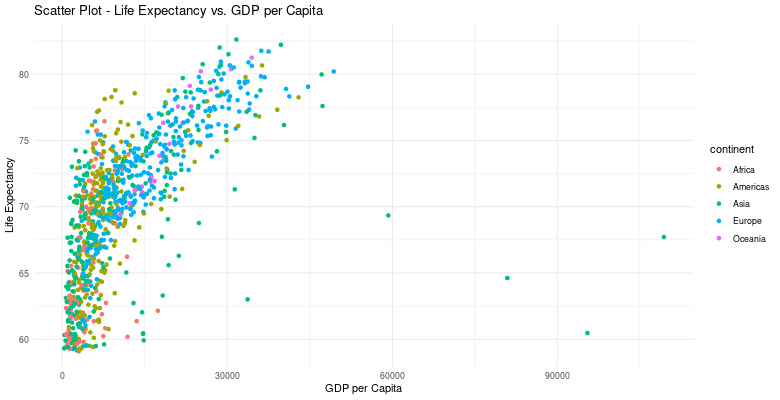 Scatter Plot - Life Expectancy vs. GDP per Capita
80
75
70
65
60
Life Expectancy
0 30000 60000 90000
GDP per Capita
continent
Africa
Americas
Asia
Europe
Oceania